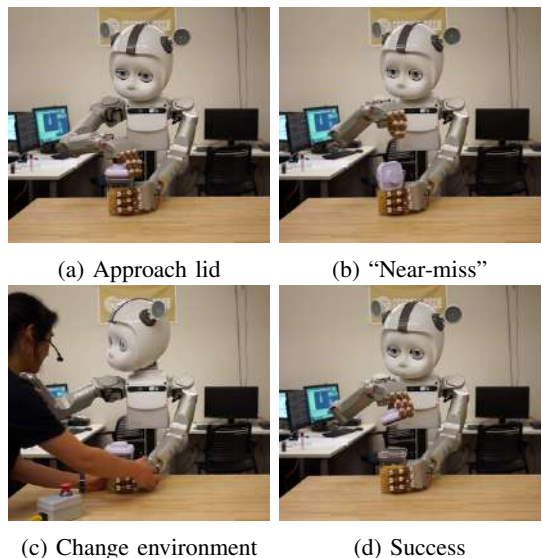 (a) Approach lid
(b) “Near-miss”
(c) Change environment
(d) Success